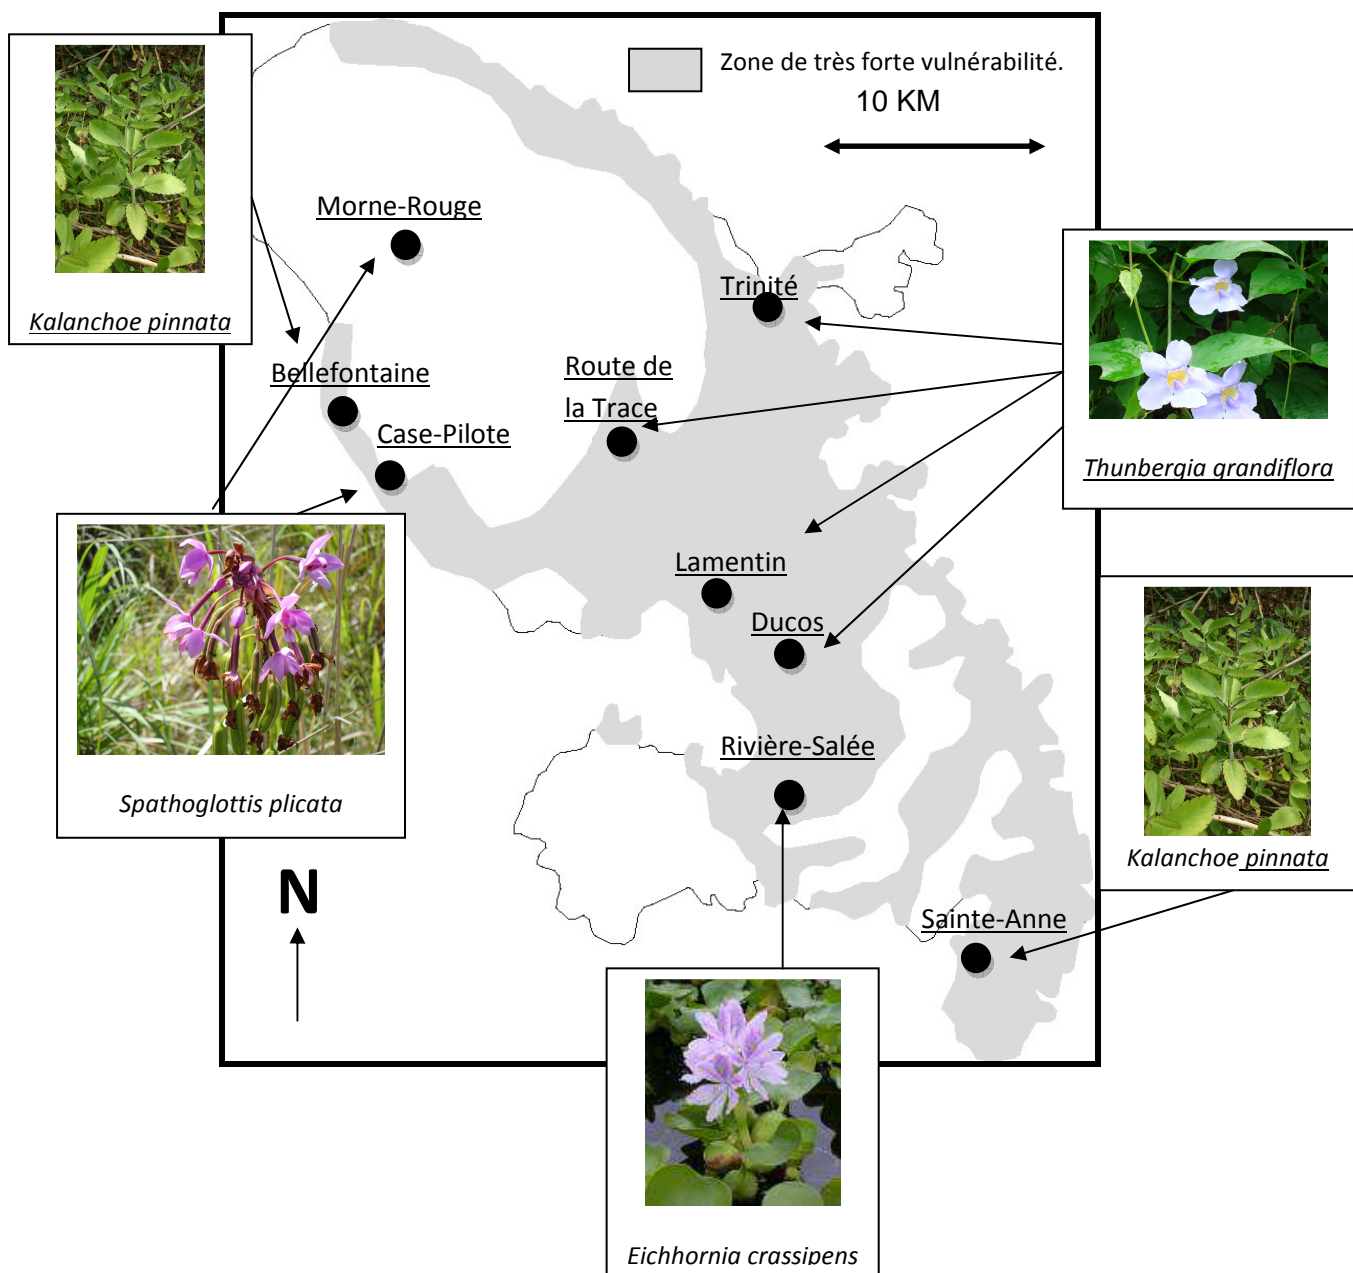 Zone de très forte vulnérabilité.
10 KM
Morne-Rouge
Kalanchoe pinnata
Trinité
Bellefontaine
Route de
la Trace
Case-Pilote
Thunbergia grandiflora
Lamentin
Ducos
Spathoglottis plicata
Rivière-Salée
Kalanchoe pinnata
N
Sainte-Anne
Eichhornia crassipens